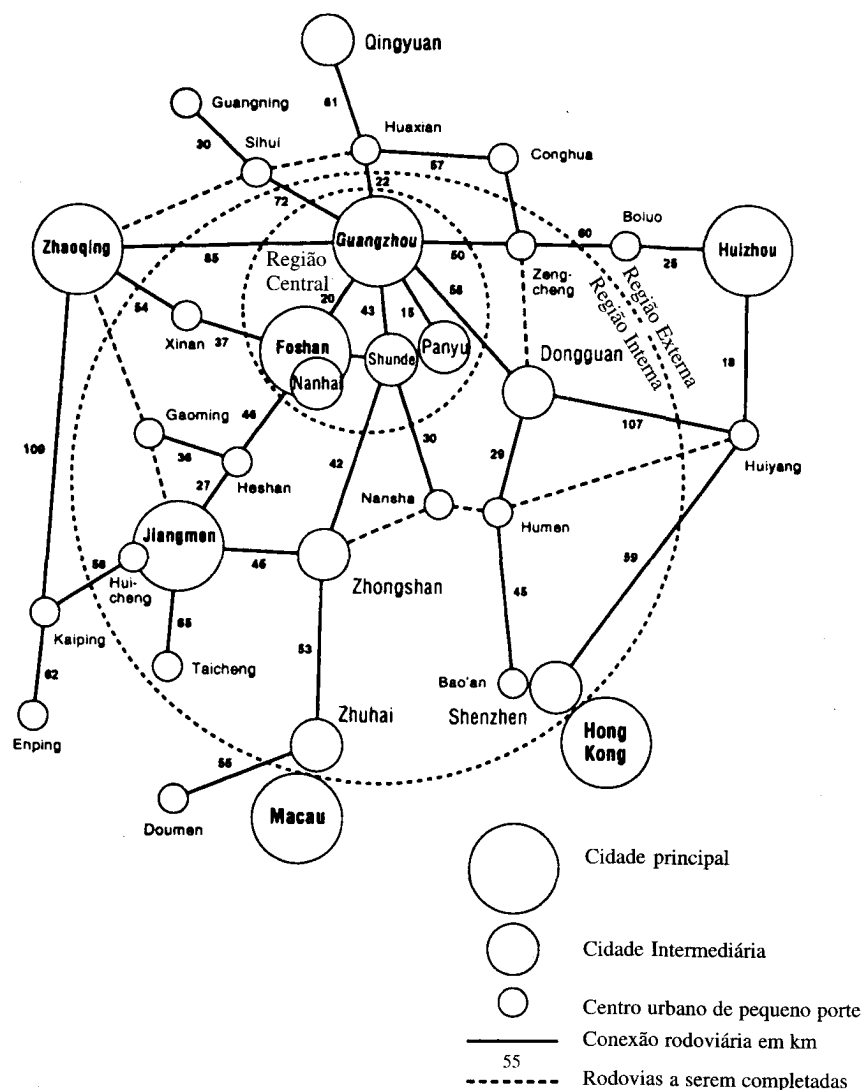 Qingyuan
61
Guangning
Huaxian
30
Sihui
57
Conghua
22
72
Boluo
Zhaoqing
Guangzhou
60
Huizhou
85
50
25
Região
Central
Zeng-
cheng
Região Externa
Região Interna
58
54
20
43
15
Xinan
37
Foshan
Shunde
Panyu
Dongguan
18
Nanhai
Gaoming
46
107
109
36
30
Huiyang
Heshan
42
29
27
Nansha
Humen
Jiangmen
46
59
58
Hui-
cheng
Zhongshan
45
Kaiping
65
53
Taicheng
62
Bao'an
Shenzhen
Enping
Zhuhai
Hong
Kong
55
Doumen
Macau
Cidade principal
Cidade Intermediária
Centro urbano de pequeno porte
Conexão rodoviária em km
55
Rodovias a serem completadas